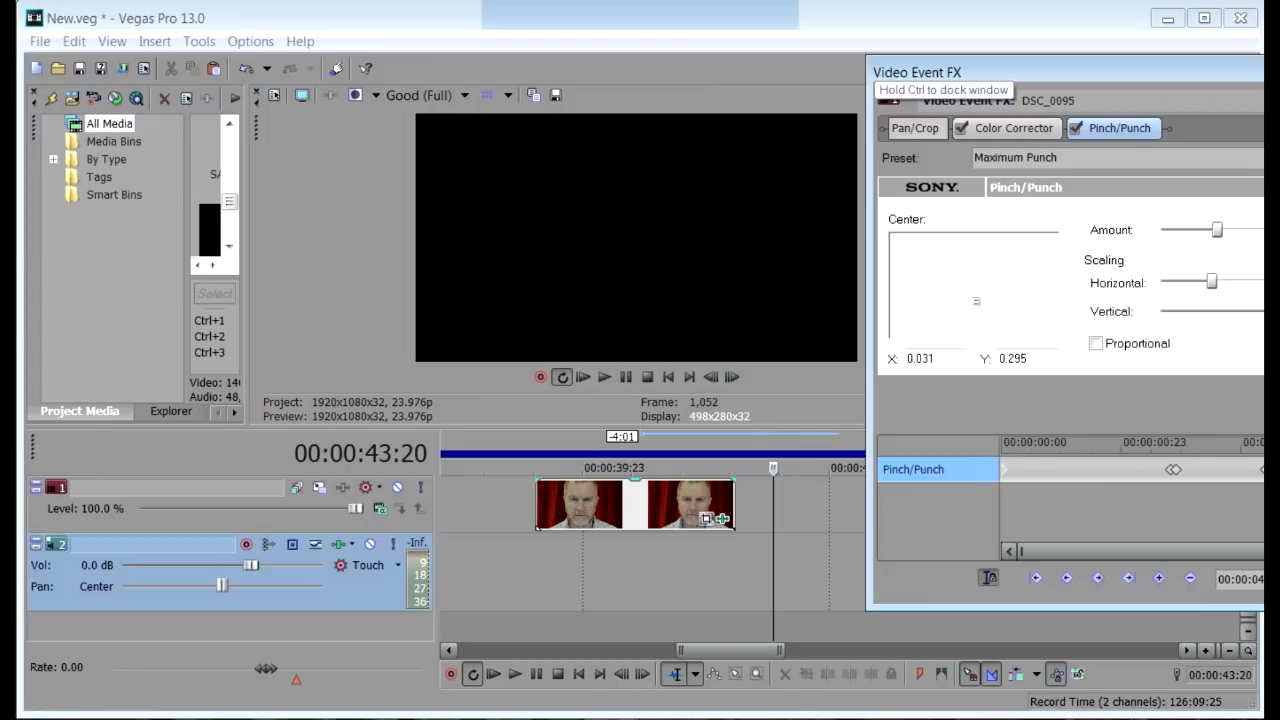 New.veg * - Vegas Pro 13.0
File Edit View Insert Tools Options Help
Video Event FX
Hold Ctrl to dock window
Video Event FX: DSC_0095
Good (Full)
Pan/Crop Color Corrector Pinch/Punch
All Media
Media Bins
By Type
Tags
Smart Bins
Preset: Maximum Punch
SONY. Pinch/Punch
Center:
Amount:
Scaling
Horizontal:
Vertical:
Proportional
X: 0.031 Y: 0.295
Select
Ctrl+1
Ctrl+2
Ctrl+3
Video: 14
Audio: 48,
Project Media Explorer
Project: 1920x1080x32, 23.976p
Preview: 1920x1080x32, 23.976p
Frame: 1,052
Display: 498x280x32
-4:01
00:00:43:20
00:00:39:23
00:00:00:00 00:00:00:23
Pinch/Punch
1
Level: 100.0 %
2
Vol: 0.0 dB Touch
Pan: Center
-Inf.
9
18
27
36
00:00:04
Rate: 0.00
00:00:43:20
Record Time (2 channels): 126:09:25